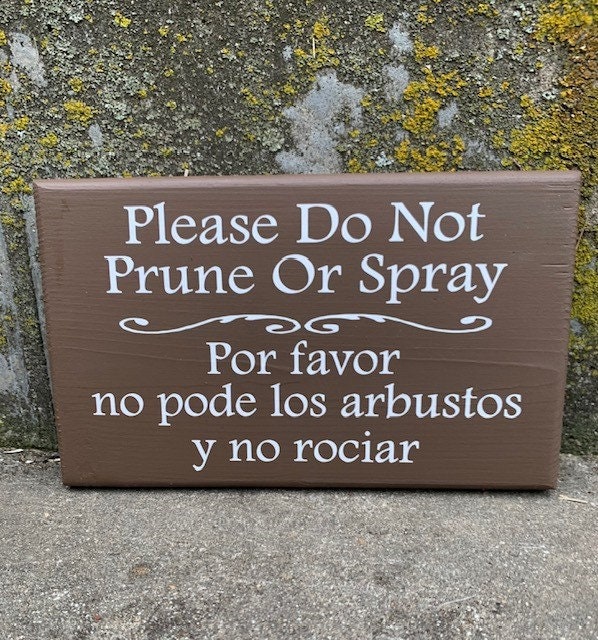 Please Do Not
Prune Or Spray
Por favor
no pode los arbustos
y no rociar